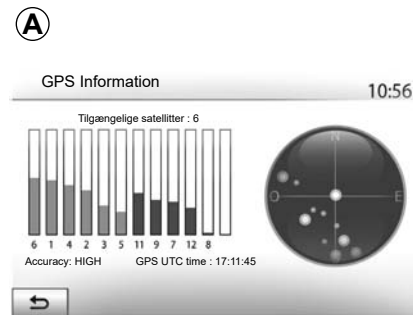 A
GPS Information
10:56
Tilgængelige satellitter : 6
N
O E
6 1 4 2 3 5 11 9 7 12 8
Accuracy: HIGH GPS UTC time : 17:11:45